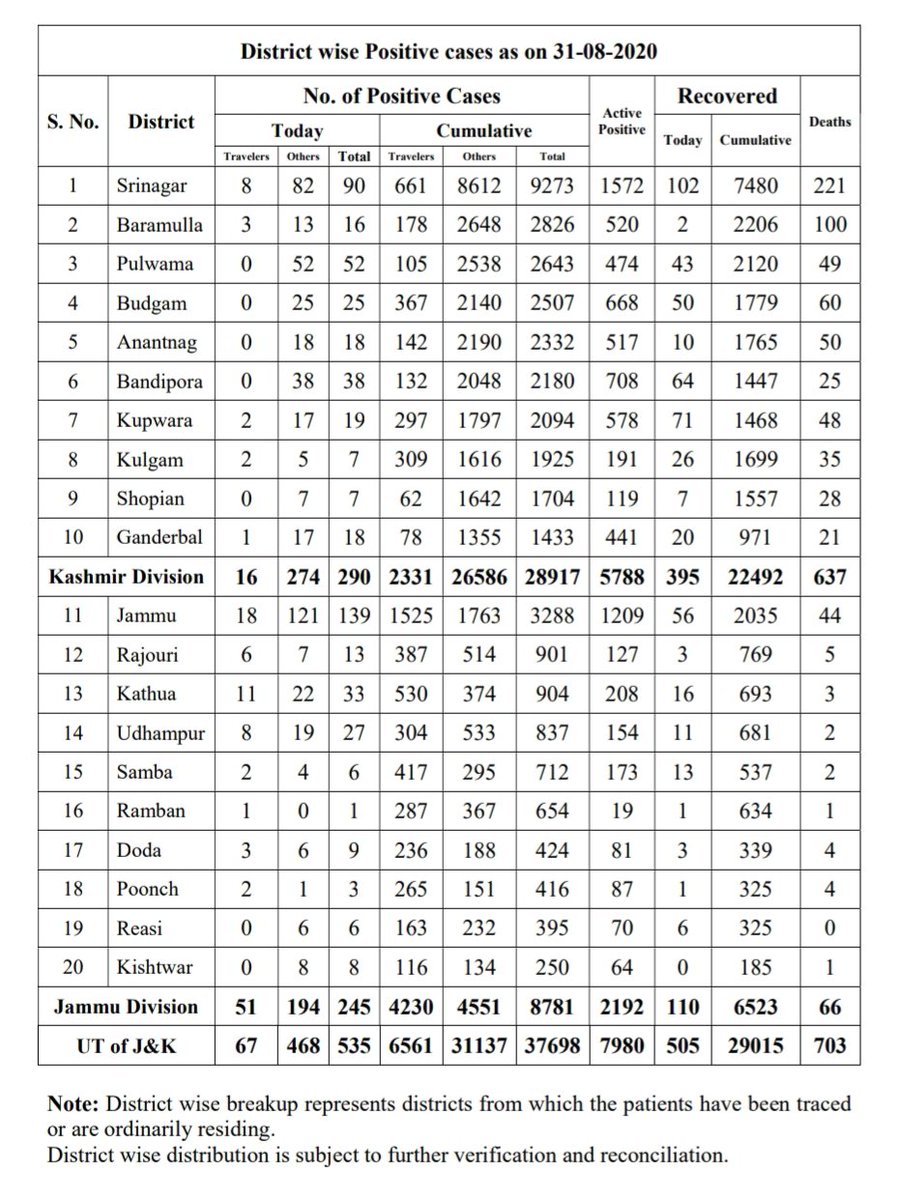 District wise Positive cases as on 31-08-2020
S. No. District No. of Positive Cases Active Positive Recovered Deaths
Today Cumulative Today Cumulative
Travelers Others Total Travelers Others Total
1 Srinagar 8 82 90 661 8612 9273 1572 102 7480 221
2 Baramulla 3 13 16 178 2648 2826 520 2 2206 100
3 Pulwama 0 52 52 105 2538 2643 474 43 2120 49
4 Budgam 0 25 25 367 2140 2507 668 50 1779 60
5 Anantnag 0 18 18 142 2190 2332 517 10 1765 50
6 Bandipora 0 38 38 132 2048 2180 708 64 1447 25
7 Kupwara 2 17 19 297 1797 2094 578 71 1468 48
8 Kulgam 2 5 7 309 1616 1925 191 26 1699 35
9 Shopian 0 7 7 62 1642 1704 119 7 1557 28
10 Ganderbal 1 17 18 78 1355 1433 441 20 971 21
Kashmir Division 16 274 290 2331 26586 28917 5788 395 22492 637
11 Jammu 18 121 139 1525 1763 3288 1209 56 2035 44
12 Rajouri 6 7 13 387 514 901 127 3 769 5
13 Kathua 11 22 33 530 374 904 208 16 693 3
14 Udhampur 8 19 27 304 533 837 154 11 681 2
15 Samba 2 4 6 417 295 712 173 13 537 2
16 Ramban 1 0 1 287 367 654 19 1 634 1
17 Doda 3 6 9 236 188 424 81 3 339 4
18 Poonch 2 1 3 265 151 416 87 1 325 4
19 Reasi 0 6 6 163 232 395 70 6 325 0
20 Kishtwar 0 8 8 116 134 250 64 0 185 1
Jammu Division 51 194 245 4230 4551 8781 2192 110 6523 66
UT of J&K 67 468 535 6561 31137 37698 7980 505 29015 703
Note: District wise breakup represents districts from which the patients have been traced
or are ordinarily residing.
District wise distribution is subject to further verification and reconciliation.